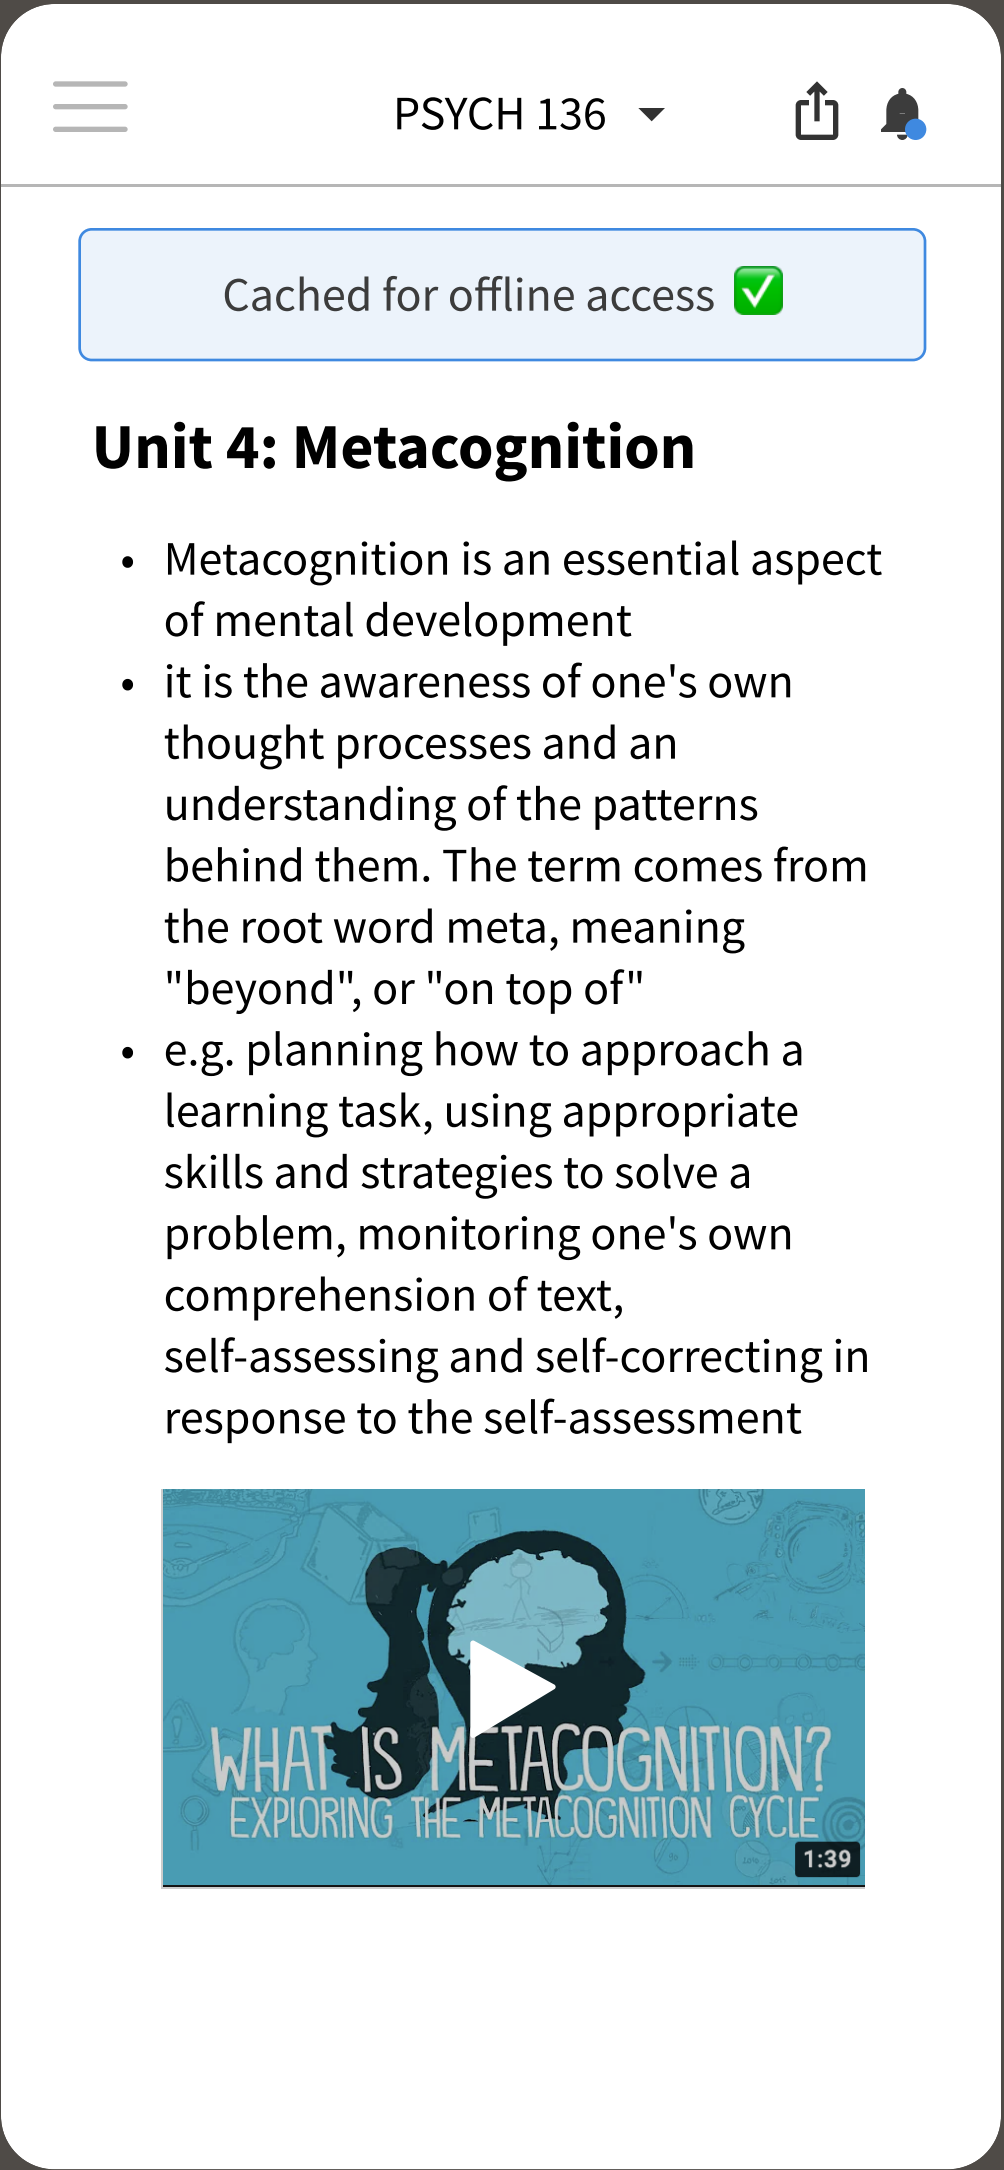 PSYCH 136
Cached for offline access ✅
Unit 4: Metacognition
• Metacognition is an essential aspect
of mental development
• it is the awareness of one's own
thought processes and an
understanding of the patterns
behind them. The term comes from
the root word meta, meaning
"beyond", or "on top of"
• e.g. planning how to approach a
learning task, using appropriate
skills and strategies to solve a
problem, monitoring one's own
comprehension of text,
self-assessing and self-correcting in
response to the self-assessment
WHAT IS METACOGNITION?
EXPLORING THE METACOGNITION CYCLE
1:39